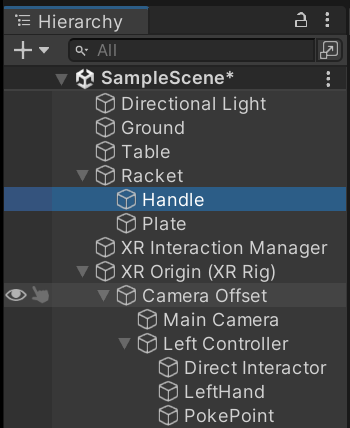 Hierarchy
All
SampleScene*
Directional Light
Ground
Table
Racket
Handle
Plate
XR Interaction Manager
XR Origin (XR Rig)
Camera Offset
Main Camera
Left Controller
Direct Interactor
LeftHand
PokePoint